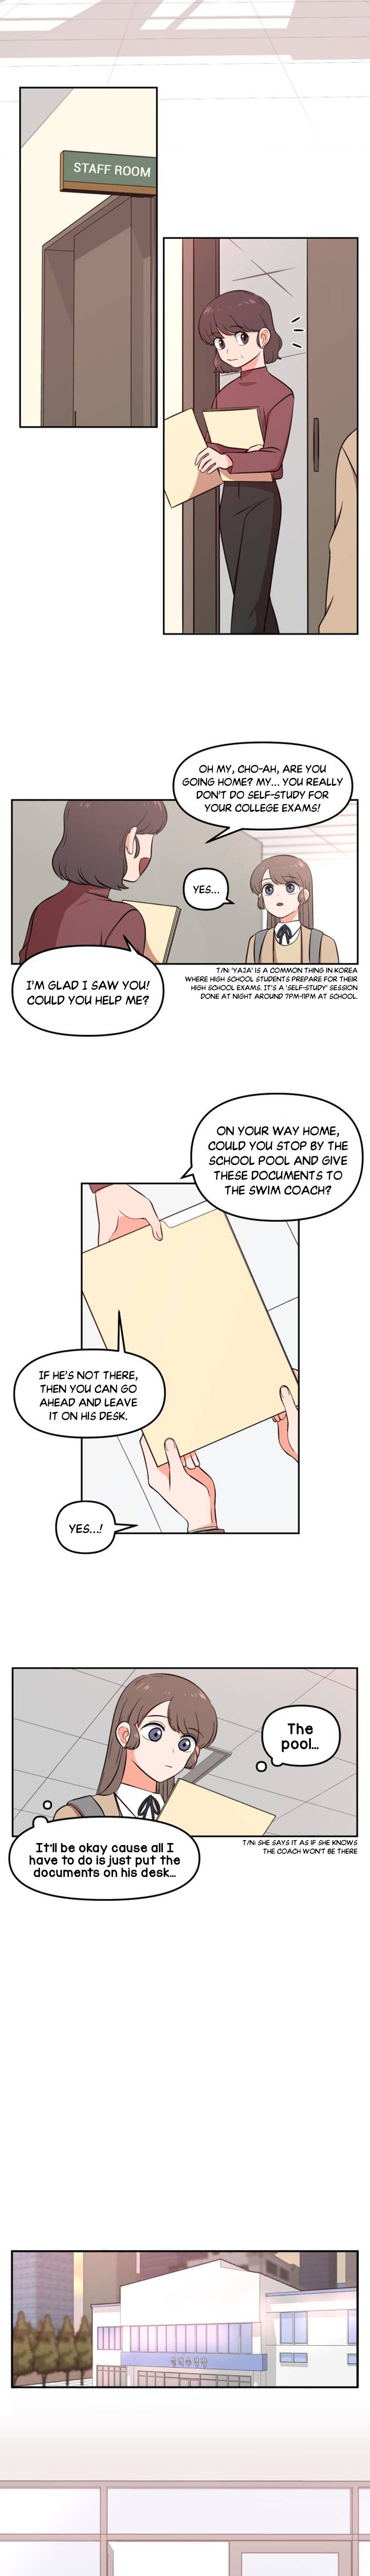 STAFF ROOM
OH MY, CHO-AH, ARE YOU
GOING HOME? MY... YOU REALLY
DON'T DO SELF-STUDY FOR
YOUR COLLEGE EXAMS!
YES...
T/N: 'YAJA' IS A COMMON THING IN KOREA
WHERE HIGH SCHOOL STUDENTS PREPARE FOR THEIR
HIGH SCHOOL EXAMS. IT'S A 'SELF-STUDY' SESSION
DONE AT NIGHT AROUND 7PM-11PM AT SCHOOL.
I'M GLAD I SAW YOU!
COULD YOU HELP ME?
ON YOUR WAY HOME,
COULD YOU STOP BY THE
SCHOOL POOL AND GIVE
THESE DOCUMENTS TO
THE SWIM COACH?
IF HE'S NOT THERE,
THEN YOU CAN GO
AHEAD AND LEAVE
IT ON HIS DESK.
YES...!
The
pool...
T/N: SHE SAYS IT AS IF SHE KNOWS
THE COACH WON'T BE THERE
It'll be okay cause all I
have to do is just put the
documents on his desk...